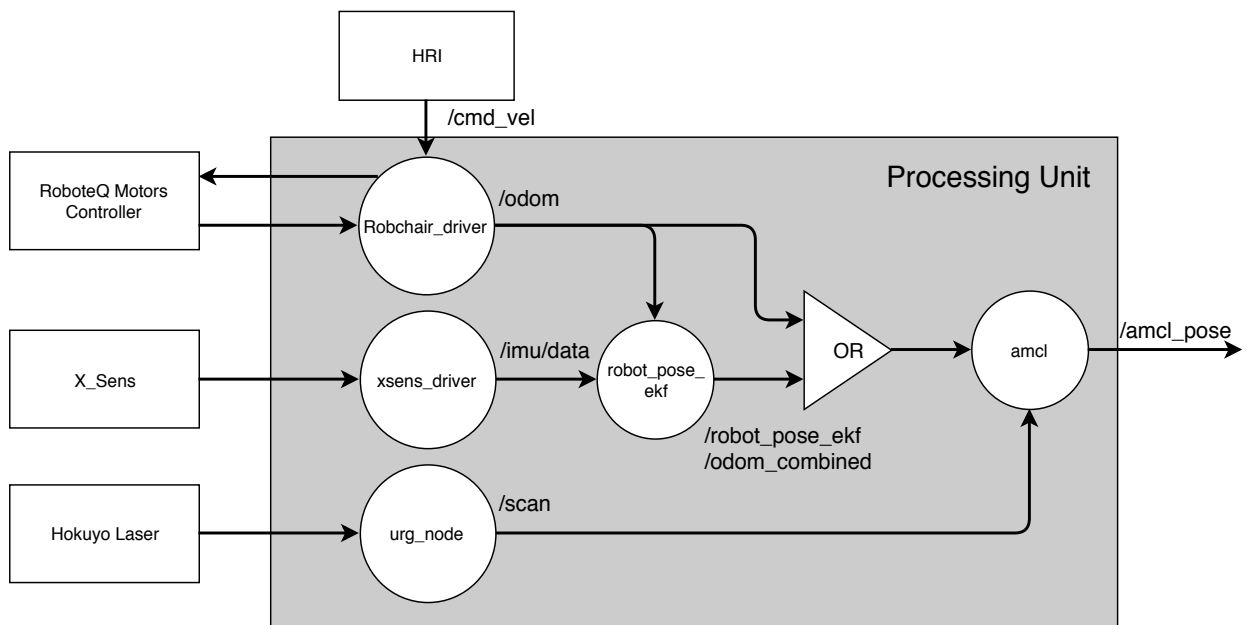 HRI
/cmd_vel
RoboteQ Motors
Controller
Processing Unit
/odom
Robchair_driver
/imu/data
/amcl_pose
X_Sens
xsens_driver
robot_pose_
ekf
OR
amcl
/robot_pose_ekf
/odom_combined
/scan
Hokuyo Laser
urg_node